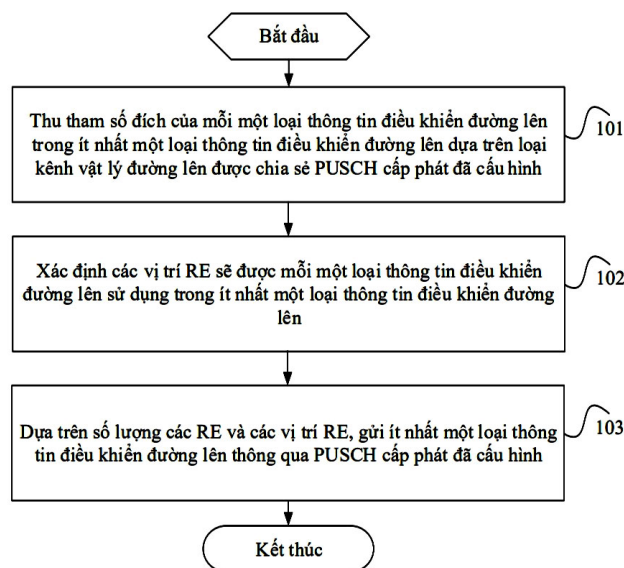 Bắt đầu
Thu tham số đích của mỗi một loại thông tin điều khiển đường lên
trong ít nhất một loại thông tin điều khiển đường lên dựa trên loại
kênh vật lý đường lên được chia sẻ PUSCH cấp phát đã cấu hình
101
Xác định các vị trí RE sẽ được mỗi một loại thông tin điều khiển
đường lên sử dụng trong ít nhất một loại thông tin điều khiển đường
lên
102
Dựa trên số lượng các RE và các vị trí RE, gửi ít nhất một loại thông
tin điều khiển đường lên thông qua PUSCH cấp phát đã cấu hình
103
Kết thúc